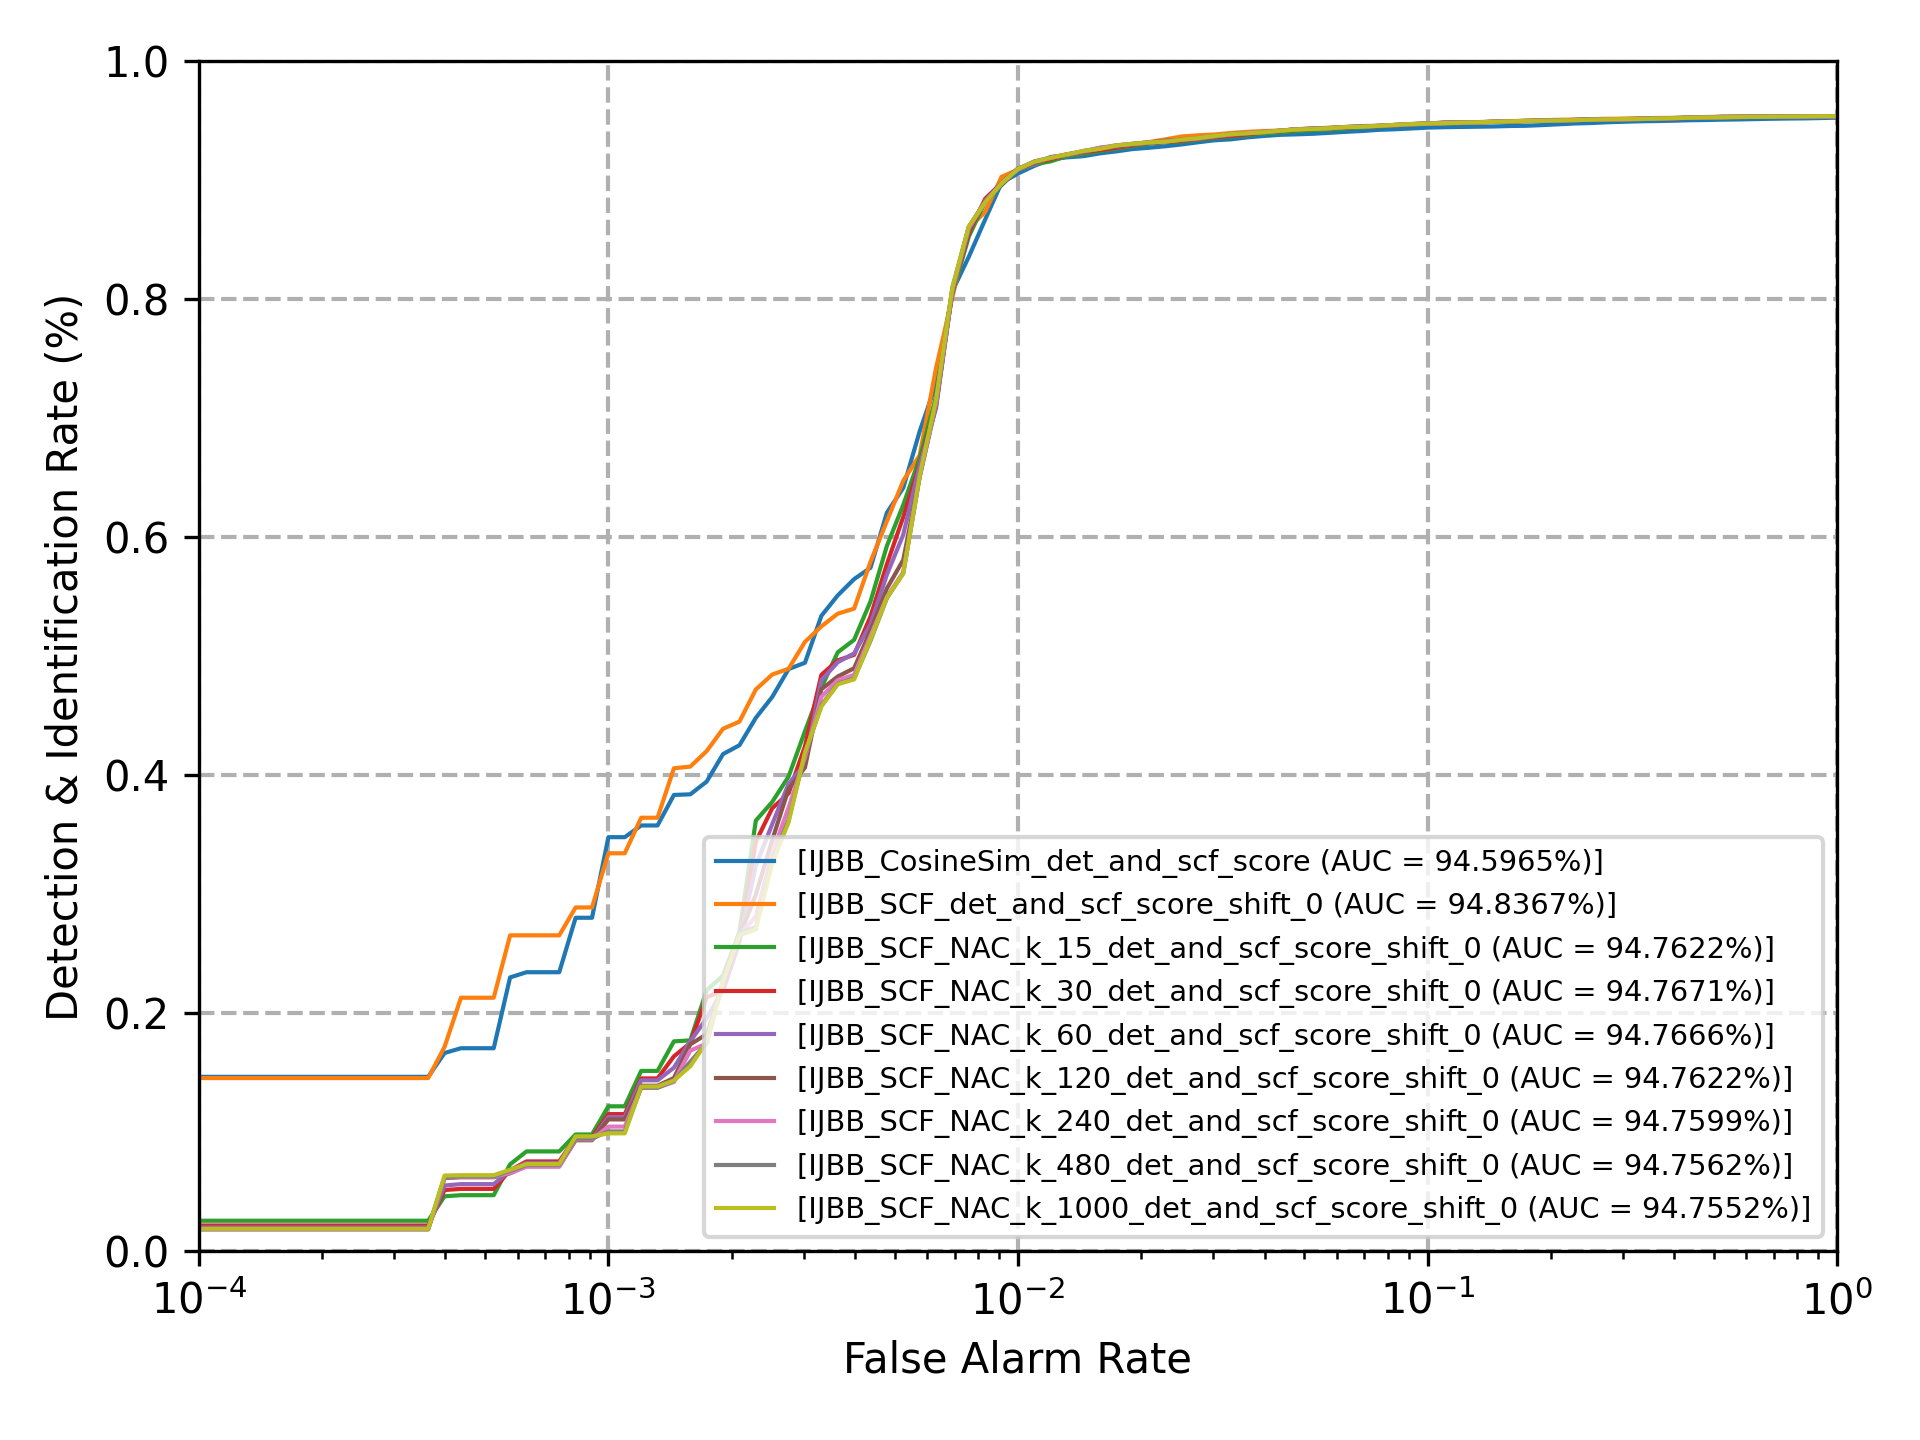 1.0
0.8
0.6
0.4
0.2
0.0
Detection & Identification Rate (%)
[IJBB_CosineSim_det_and_scf_score (AUC = 94.5965%)]
[IJBB_SCF_det_and_scf_score_shift_0 (AUC = 94.8367%)]
[IJBB_SCF_NAC_k_15_det_and_scf_score_shift_0 (AUC = 94.7622%)]
[IJBB_SCF_NAC_k_30_det_and_scf_score_shift_0 (AUC = 94.7671%)]
[IJBB_SCF_NAC_k_60_det_and_scf_score_shift_0 (AUC = 94.7666%)]
[IJBB_SCF_NAC_k_120_det_and_scf_score_shift_0 (AUC = 94.7622%)]
[IJBB_SCF_NAC_k_240_det_and_scf_score_shift_0 (AUC = 94.7599%)]
[IJBB_SCF_NAC_k_480_det_and_scf_score_shift_0 (AUC = 94.7562%)]
[IJBB_SCF_NAC_k_1000_det_and_scf_score_shift_0 (AUC = 94.7552%)]
10⁻⁴ 10⁻³ 10⁻² 10⁻¹ 10⁰
False Alarm Rate